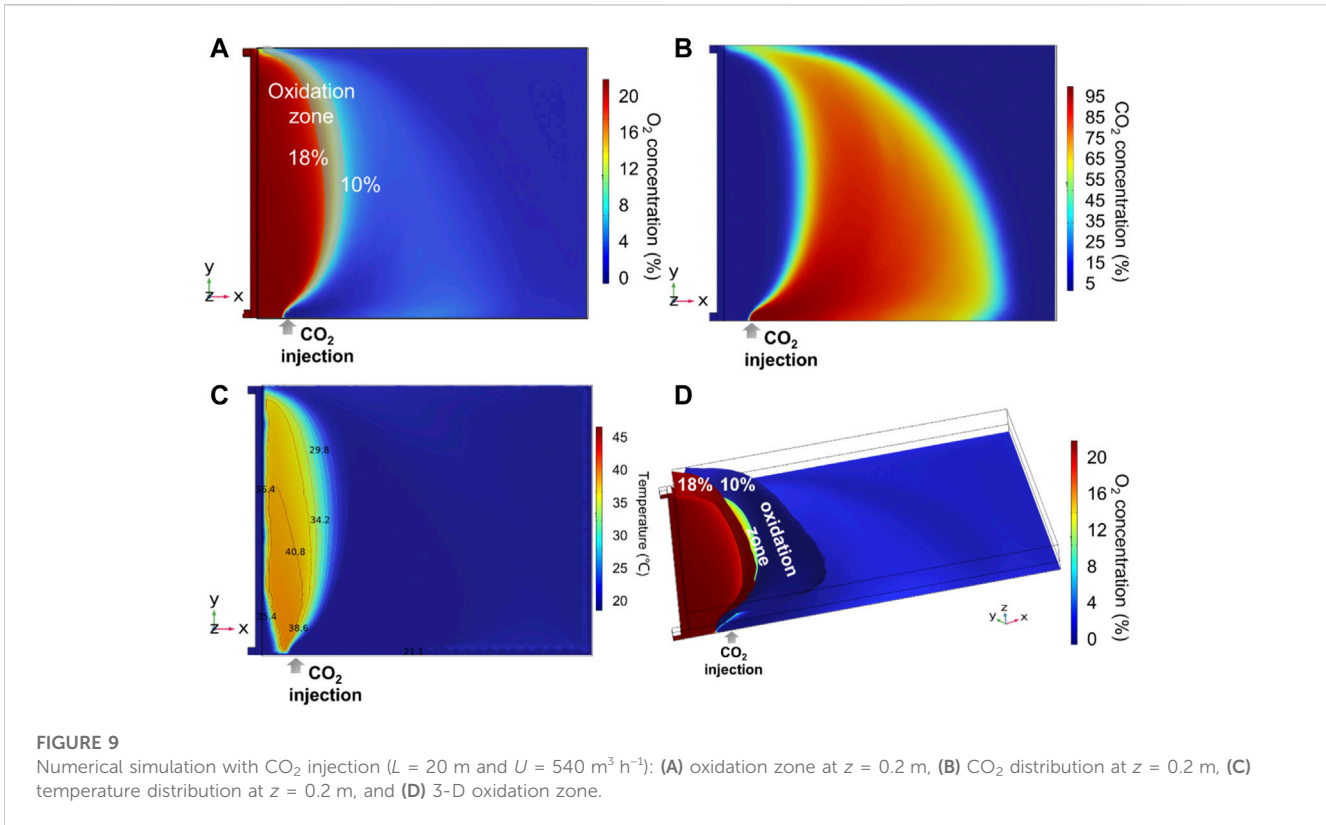 A
Oxidation
zone
18%
10%
20
16
12
8
4
0
O₂ concentration (%)
y
z
x
CO₂
injection
B
95
85
75
65
55
45
35
25
15
5
CO₂ concentration (%)
y
z
x
CO₂
injection
C
29.8
36.4
34.2
40.8
25.4
38.6
21.1
45
40
35
30
25
20
Temperature (°C)
y
z
x
CO₂
injection
D
18% 10%
oxidation
zone
20
16
12
8
4
0
O₂ concentration (%)
z
y
x
CO₂
injection
FIGURE 9
Numerical simulation with CO₂ injection (L = 20 m and U = 540 m³ h⁻¹): (A) oxidation zone at z = 0.2 m, (B) CO₂ distribution at z = 0.2 m, (C)
temperature distribution at z = 0.2 m, and (D) 3-D oxidation zone.